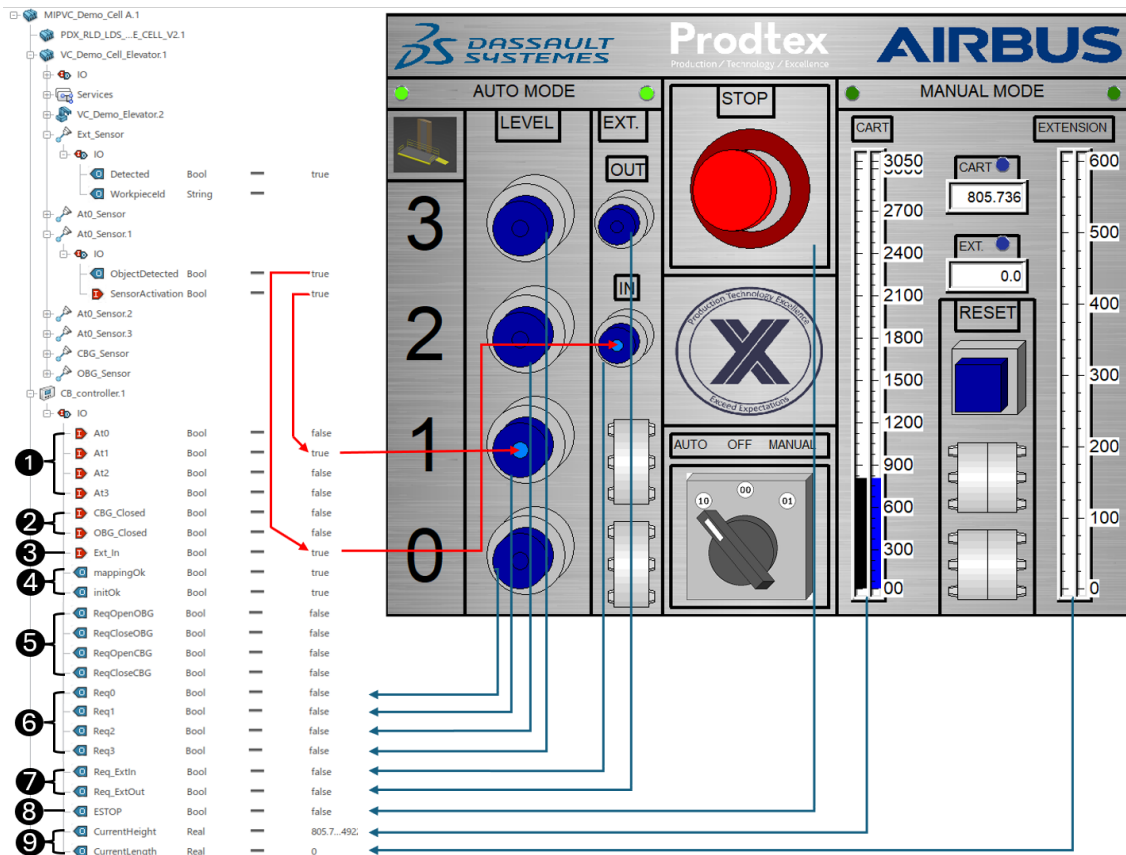 MIPVC_Demo_Cell A.1
PDX_RLD_LDS_...E_CELL_V2.1
VC_Demo_Cell_Elevator.1
IO
Services
VC_Demo_Elevator.2
Ext_Sensor
IO
Detected Bool true
WorkpieceId String
At0_Sensor
At0_Sensor.1
IO
ObjectDetected Bool true
SensorActivation Bool true
At0_Sensor.2
At0_Sensor.3
CBG_Sensor
OBG_Sensor
CB_controller.1
IO
1
I At0 Bool false
I At1 Bool true
I At2 Bool false
I At3 Bool false
2
I CBG_Closed Bool false
I OBG_Closed Bool false
3
I Ext_In Bool true
4
O mappingOk Bool true
O initOk Bool true
5
O ReqOpenOBG Bool false
O ReqCloseOBG Bool false
O ReqOpenCBG Bool false
O ReqCloseCBG Bool false
6
O Req0 Bool false
O Req1 Bool false
O Req2 Bool false
O Req3 Bool false
7
O Req_ExtIn Bool false
O Req_ExtOut Bool false
8
O ESTOP Bool false
9
O CurrentHeight Real 805.7...492
O CurrentLength Real 0
DASSAULT
SYSTEMES
Prodtex
Production / Technology / Excellence
AIRBUS
AUTO MODE
LEVEL
EXT.
OUT
IN
3
2
1
0
STOP
Production Technology Excellence
X
Exceed Expectations
AUTO OFF MANUAL
10
00
01
MANUAL MODE
CART
3050
2700
2400
2100
1800
1500
1200
900
600
300
00
CART
805.736
EXT.
0.0
RESET
EXTENSION
600
500
400
300
200
100
0